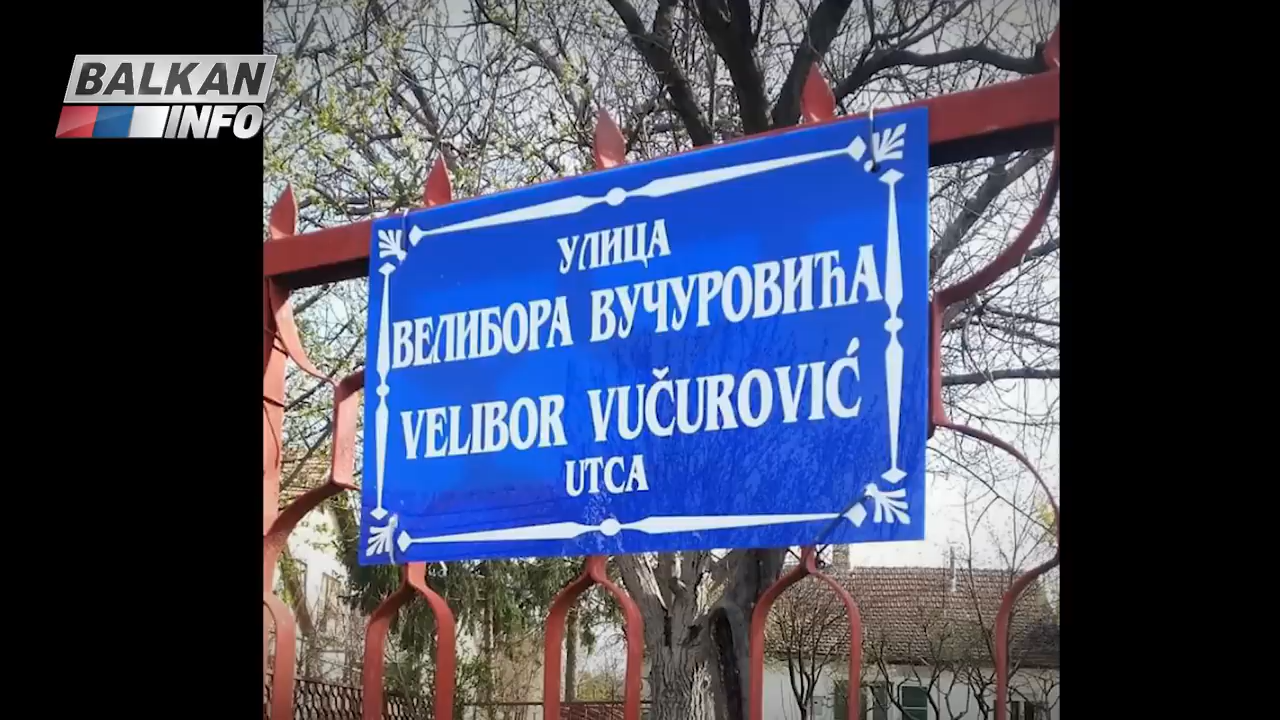 BALKAN
INFO
УЛИЦА
ВЕЛИБОРА ВУЧУРОВИЋА
VELIBOR VUČUROVIĆ
UTCA